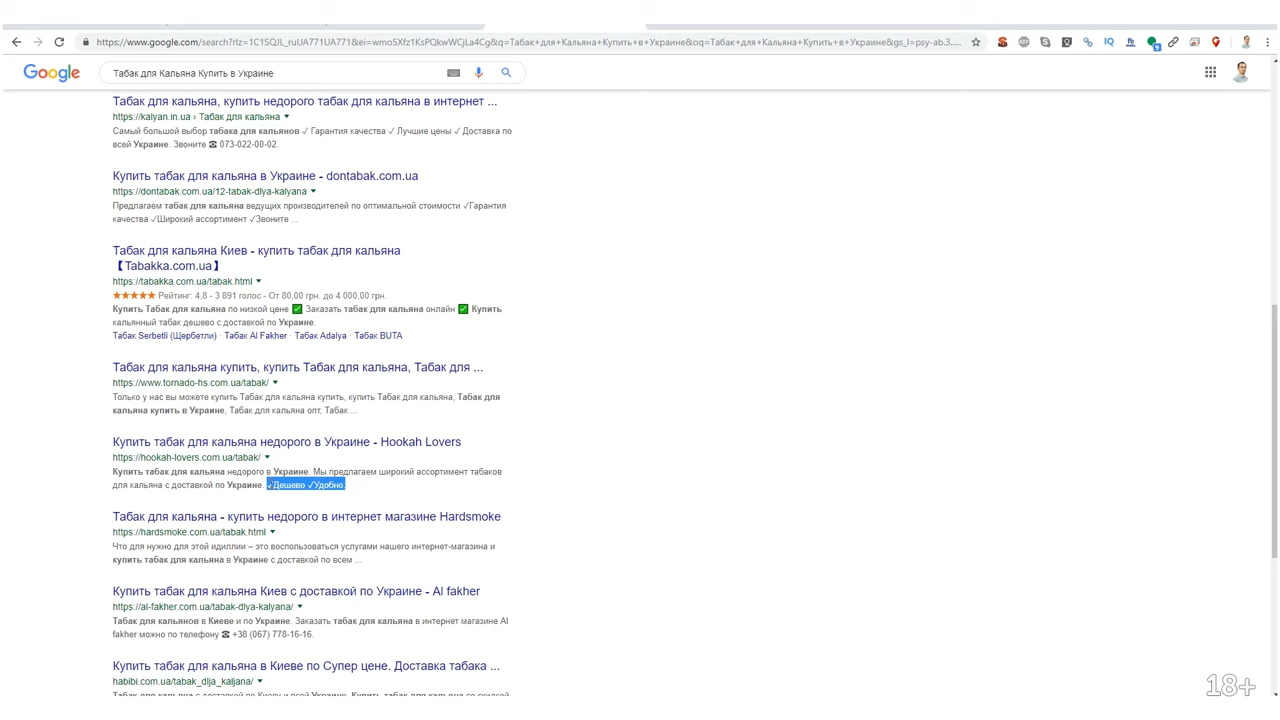 https://www.google.com/search?rlz=1C1SQJL_ruUA771UA771&ei=wmo5Xfz1KsPQkwWCjLa4Cg&q=Табак+для+Кальяна+Купить+в+Украине&oq=Табак+для+Кальяна+Купить+в+Украине&gs_l=psy-ab.3.....
Google
Табак для Кальяна Купить в Украине
Табак для кальяна, купить недорого табак для кальяна в интернет ...
https://kalyan.in.ua › Табак для кальяна
Самый большой выбор табака для кальянов ✓ Гарантия качества ✓ Лучшие цены ✓ Доставка по
всей Украине. Звоните ☎ 073-022-00-02.
Купить табак для кальяна в Украине - dontabak.com.ua
https://dontabak.com.ua/12-tabak-dlya-kalyana
Предлагаем табак для кальяна ведущих производителей по оптимальной стоимости ✓Гарантия
качества ✓Широкий ассортимент ✓Звоните ...
Табак для кальяна Киев - купить табак для кальяна
【Tabakka.com.ua】
https://tabakka.com.ua/tabak.html
★★★★★ Рейтинг: 4,8 - 3 891 голос - От 80,00 грн. до 4 000,00 грн.
Купить Табак для кальяна по низкой цене ✅ Заказать табак для кальяна онлайн ✅ Купить
кальянный табак дешево с доставкой по Украине.
Табак Serbetli (Щербетли) · Табак Al Fakher · Табак Adalya · Табак BUTA
Табак для кальяна купить, купить Табак для кальяна, Табак для ...
https://www.tornado-hs.com.ua/tabak/
Только у нас вы можете купить Табак для кальяна купить, купить Табак для кальяна, Табак для
кальяна купить в Украине, Табак для кальяна опт, Табак ...
Купить табак для кальяна недорого в Украине - Hookah Lovers
https://hookah-lovers.com.ua/tabak/
Купить табак для кальяна недорого в Украине. Мы предлагаем широкий ассортимент табаков
для кальяна с доставкой по Украине. ✓Дешево ✓Удобно.
Табак для кальяна - купить недорого в интернет магазине Hardsmoke
https://hardsmoke.com.ua/tabak.html
Что для нужно для этой идиллии – это воспользоваться услугами нашего интернет-магазина и
купить табак для кальяна в Украине с доставкой по всем ...
Купить табак для кальяна Киев с доставкой по Украине - Al fakher
https://al-fakher.com.ua/tabak-dlya-kalyana/
Табак для кальянов в Киеве и по Украине. Заказать табак для кальяна в интернет магазине Al
fakher можно по телефону ☎ +38 (067) 778-16-16.
Купить табак для кальяна в Киеве по Супер цене. Доставка табака ...
habibi.com.ua/tabak_dlja_kaljana/
Табак для кальяна с доставкой по Киеву и всей Украине. Купить табак для кальяна со скидкой
18+